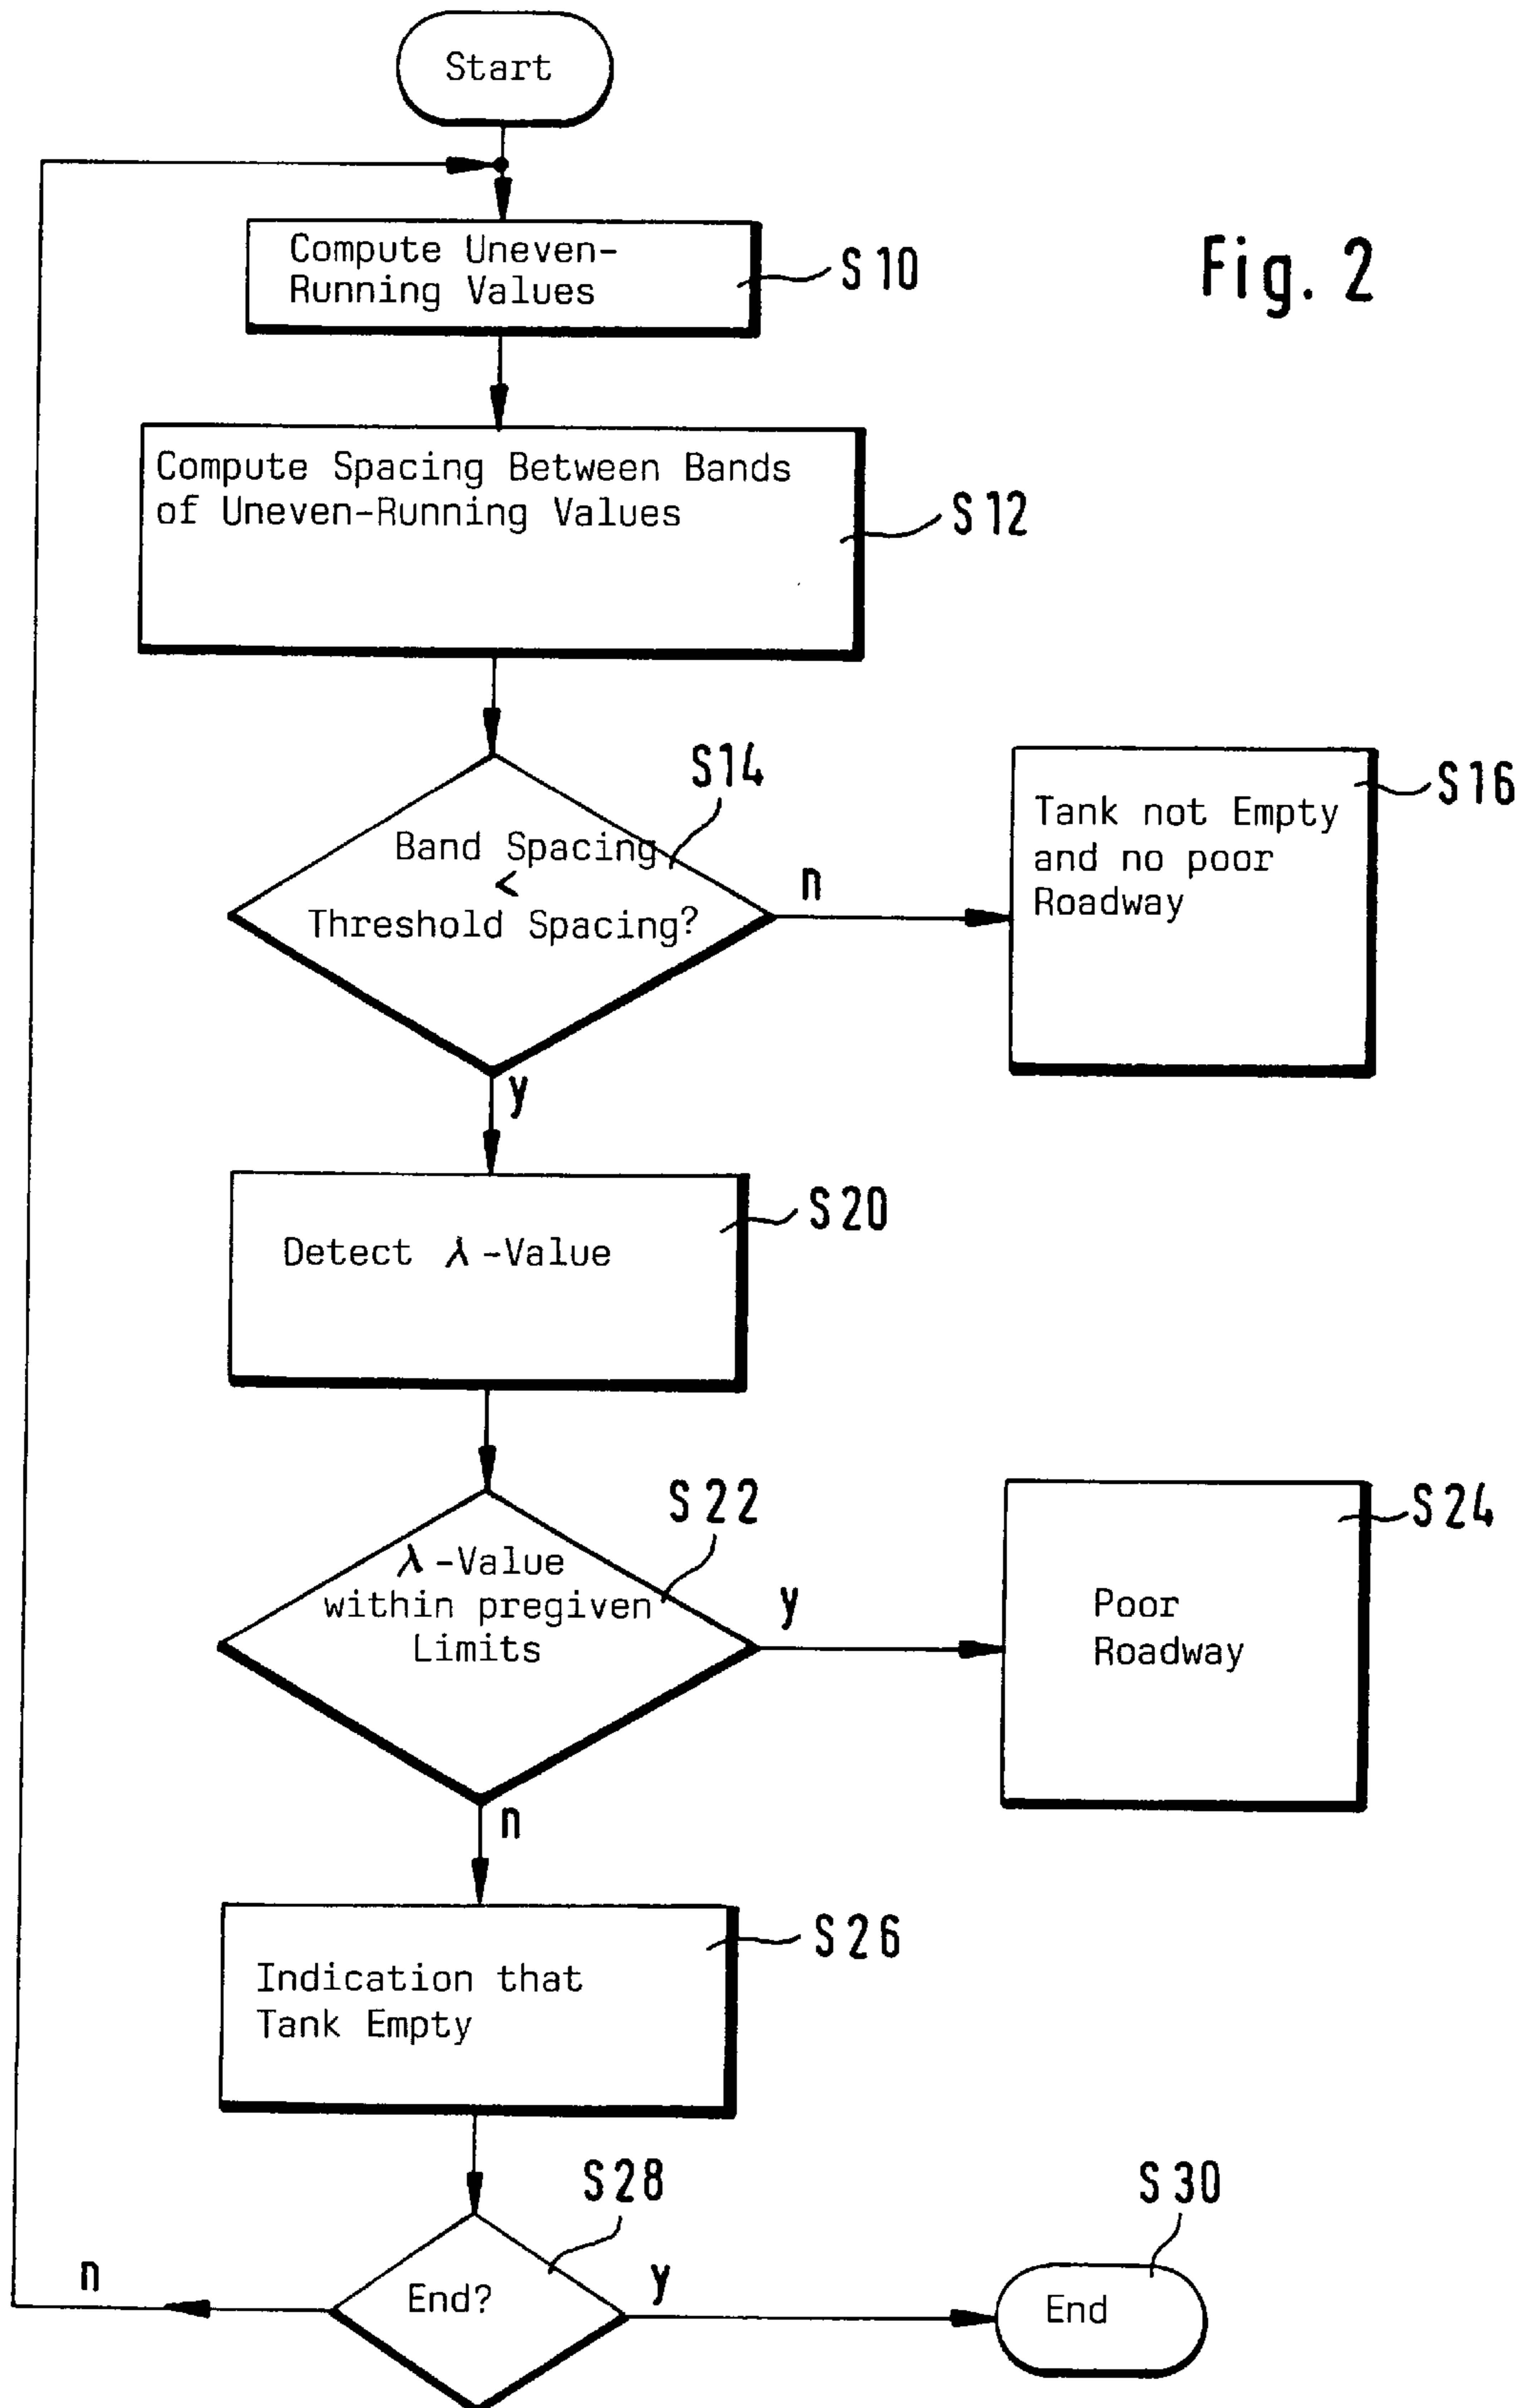 Start
Compute Uneven-
Running Values
S10
Fig. 2
Compute Spacing Between Bands
of Uneven-Running Values
S12
S14
Band Spacing
<
Threshold Spacing?
n
S16
Tank not Empty
and no poor
Roadway
y
S20
Detect λ-Value
S22
λ-Value
within pregiven
Limits
y
S24
Poor
Roadway
n
S26
Indication that
Tank Empty
S28
n
End?
y
S30
End